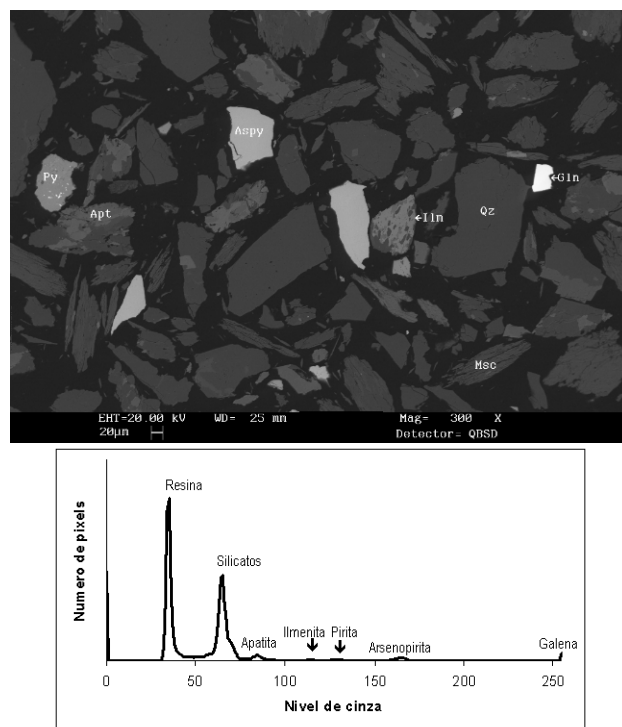 Aspy
Py
←Gln
Apt
←Iln
Qz
Msc
EHT=20.00 kV WD= 25 mm Mag= 300 X
20µm Detector= QBSD
Resina
Silicatos
Apatita
Ilmenita
Pirita
Arsenopirita
Galena
Numero de pixels
0 50 100 150 200 250
Nivel de cinza